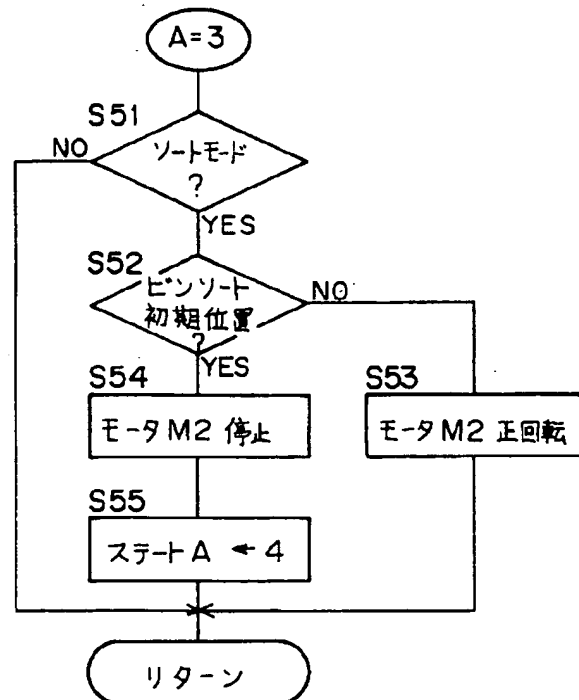 A=3
S51
NO
ソートモード
?
YES
S52
ビンソート
NO
初期位置
?
YES
S54
S53
モータM2 停止
モータM2 正回転
S55
ステートA ← 4
リターン